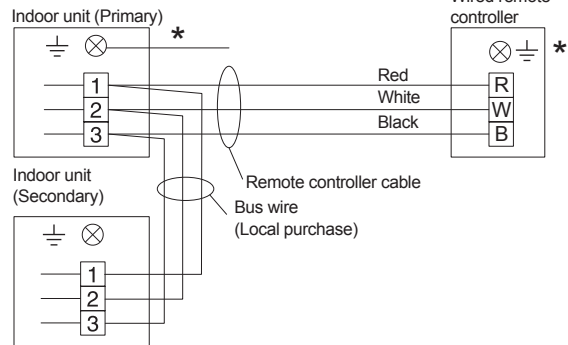 Wired remote
controller
Indoor unit (Primary)
*
*
1
2
3
Red
White
Black
R
W
B
Remote controller cable
Bus wire
(Local purchase)
Indoor unit
(Secondary)
1
2
3